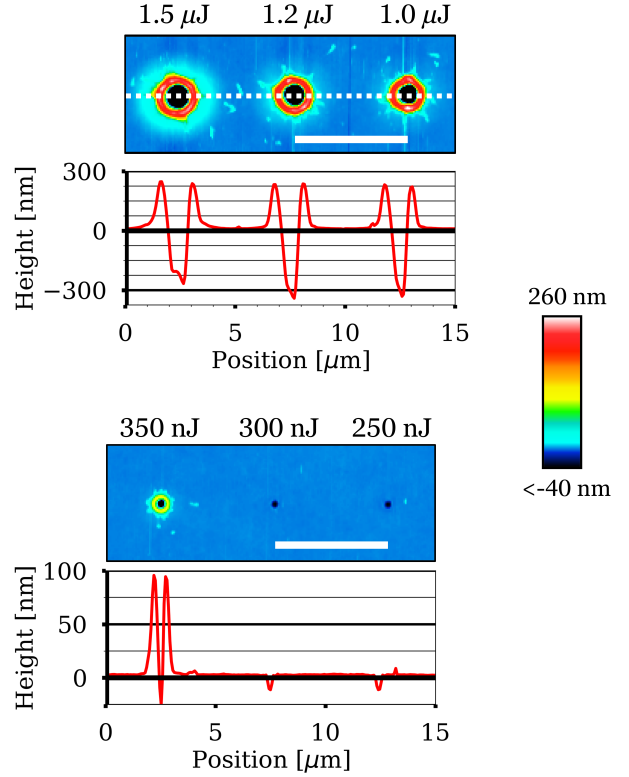 1.5 μJ 1.2 μJ 1.0 μJ
300
0
−300
Height [nm]
0 5 10 15
Position [μm]
260 nm
<-40 nm
350 nJ 300 nJ 250 nJ
100
50
0
Height [nm]
0 5 10 15
Position [μm]